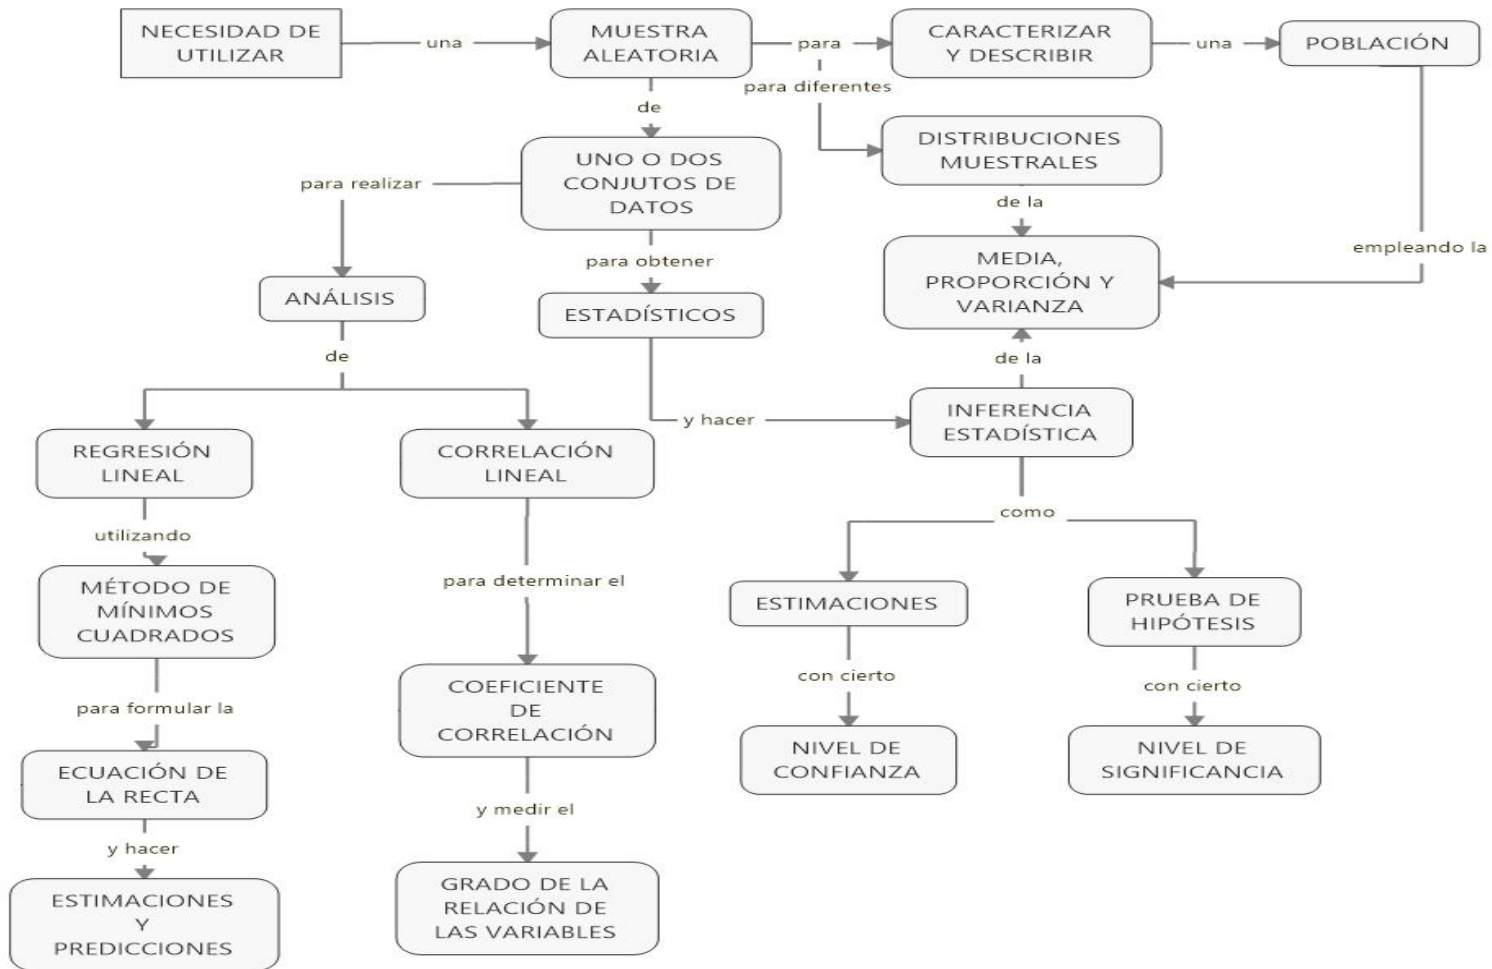 NECESIDAD DE
UTILIZAR
una
MUESTRA
ALEATORIA
para
CARACTERIZAR
Y DESCRIBIR
una
POBLACIÓN
para diferentes
de
DISTRIBUCIONES
MUESTRALES
UNO O DOS
CONJUTOS DE
DATOS
para realizar
de la
empleando la
MEDIA,
PROPORCIÓN Y
VARIANZA
para obtener
ANÁLISIS
ESTADÍSTICOS
de
de la
y hacer
INFERENCIA
ESTADÍSTICA
REGRESIÓN
LINEAL
CORRELACIÓN
LINEAL
como
utilizando
MÉTODO DE
MÍNIMOS
CUADRADOS
para determinar el
ESTIMACIONES
PRUEBA DE
HIPÓTESIS
con cierto
con cierto
para formular la
COEFICIENTE
DE
CORRELACIÓN
NIVEL DE
CONFIANZA
NIVEL DE
SIGNIFICANCIA
ECUACIÓN DE
LA RECTA
y medir el
y hacer
ESTIMACIONES
Y
PREDICCIONES
GRADO DE LA
RELACIÓN DE
LAS VARIABLES